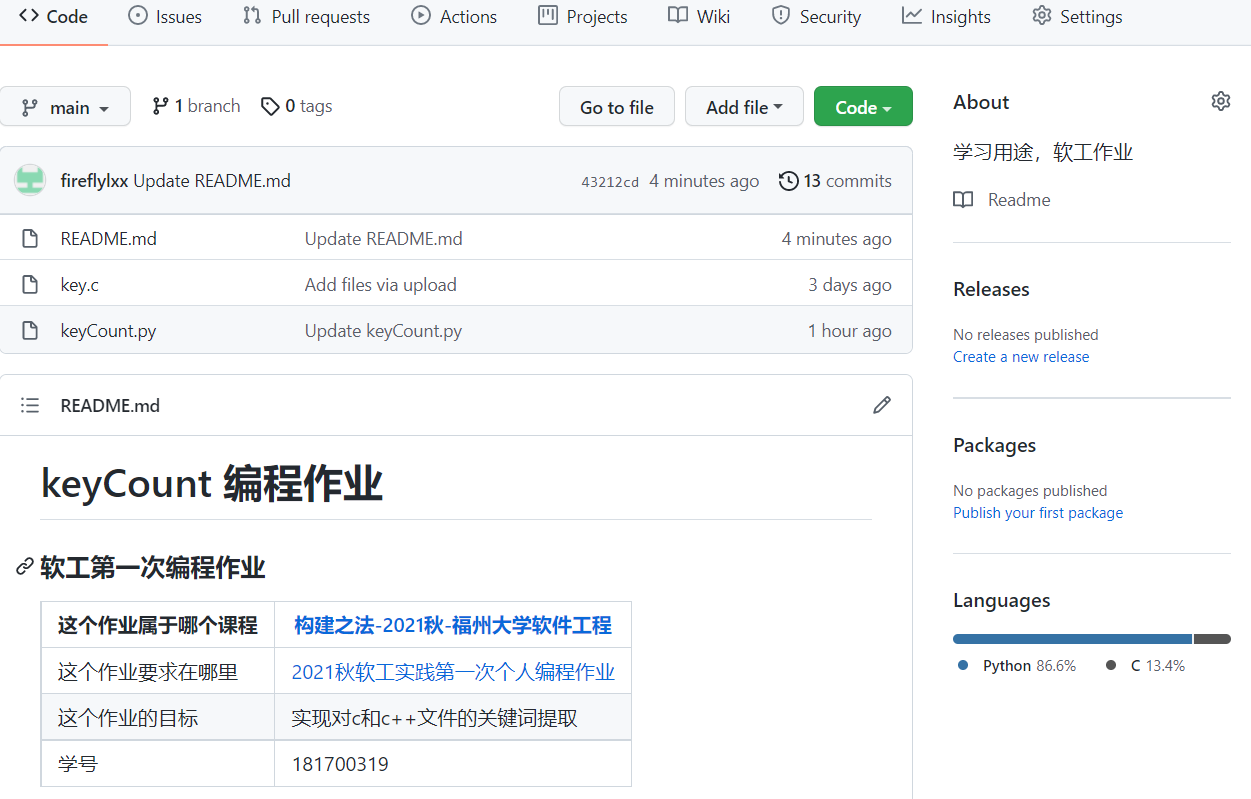 Code Issues Pull requests Actions Projects Wiki Security Insights Settings
main 1 branch 0 tags Go to file Add file Code
fireflylxx Update README.md 43212cd 4 minutes ago 13 commits
README.md Update README.md 4 minutes ago
key.c Add files via upload 3 days ago
keyCount.py Update keyCount.py 1 hour ago
README.md
keyCount 编程作业
软工第一次编程作业
这个作业属于哪个课程 构建之法-2021秋-福州大学软件工程
这个作业要求在哪里 2021秋软工实践第一次个人编程作业
这个作业的目标 实现对c和c++文件的关键词提取
学号 181700319
About
学习用途，软工作业
Readme
Releases
No releases published
Create a new release
Packages
No packages published
Publish your first package
Languages
Python 86.6% C 13.4%